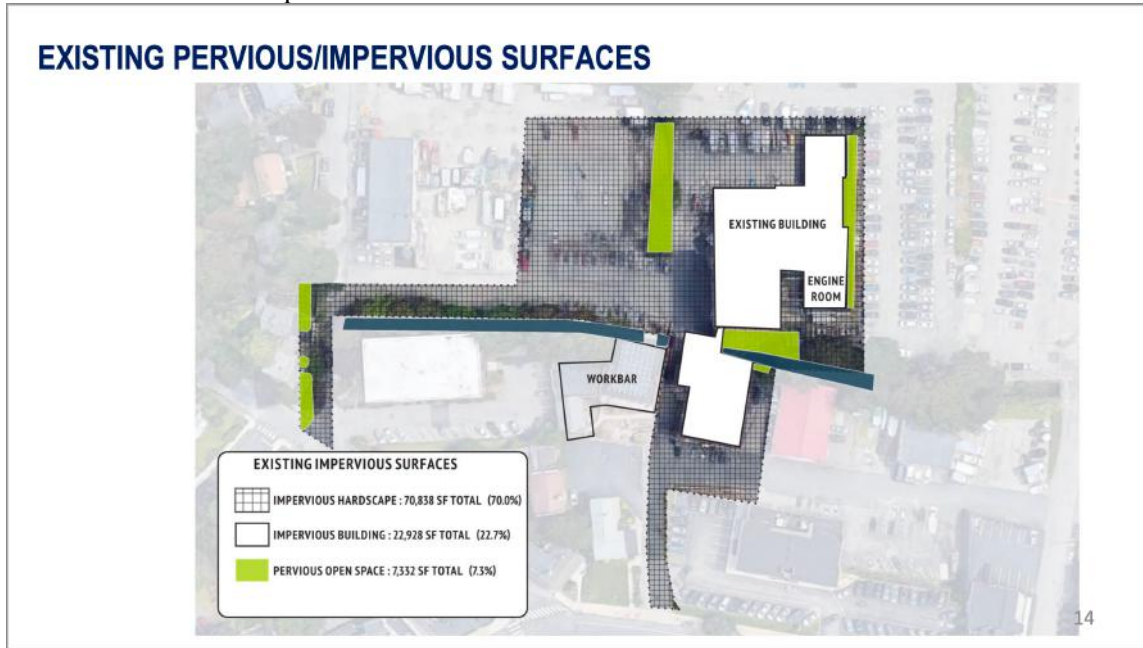 EXISTING PERVIOUS/IMPERVIOUS SURFACES
EXISTING BUILDING
ENGINE
ROOM
WORKBAR
EXISTING IMPERVIOUS SURFACES
IMPERVIOUS HARDSCAPE : 70,838 SF TOTAL (70.0%)
IMPERVIOUS BUILDING : 22,928 SF TOTAL (22.7%)
PERVIOUS OPEN SPACE : 7,332 SF TOTAL (7.3%)
14